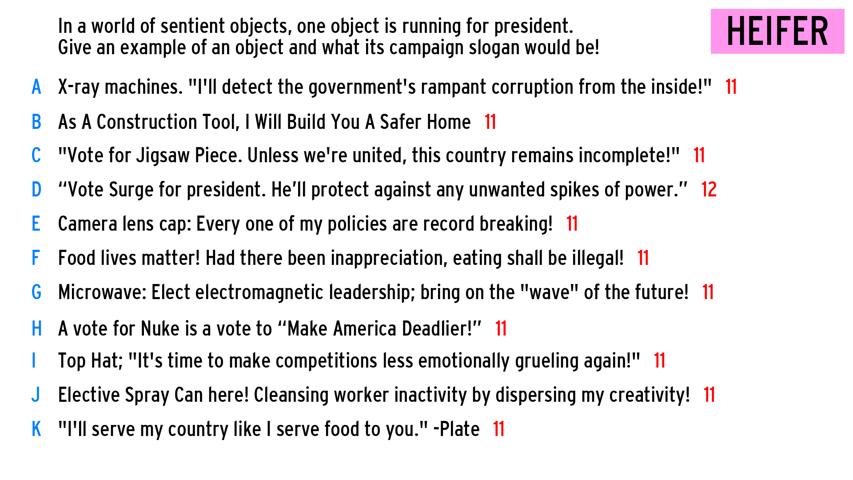 In a world of sentient objects, one object is running for president.
Give an example of an object and what its campaign slogan would be!
HEIFER
A X-ray machines. "I'll detect the government's rampant corruption from the inside!" 11
B As A Construction Tool, I Will Build You A Safer Home 11
C "Vote for Jigsaw Piece. Unless we're united, this country remains incomplete!" 11
D “Vote Surge for president. He’ll protect against any unwanted spikes of power.” 12
E Camera lens cap: Every one of my policies are record breaking! 11
F Food lives matter! Had there been inappreciation, eating shall be illegal! 11
G Microwave: Elect electromagnetic leadership; bring on the "wave" of the future! 11
H A vote for Nuke is a vote to “Make America Deadlier!” 11
I Top Hat; "It's time to make competitions less emotionally grueling again!" 11
J Elective Spray Can here! Cleansing worker inactivity by dispersing my creativity! 11
K "I'll serve my country like I serve food to you." -Plate 11